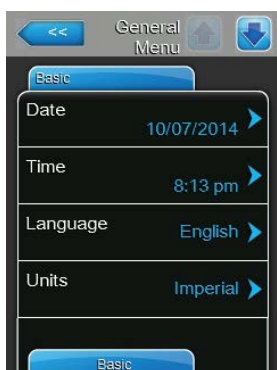 <<
General
Menu
Basic
Date
10/07/2014
Time
8:13 pm
Language
English
Units
Imperial
Basic